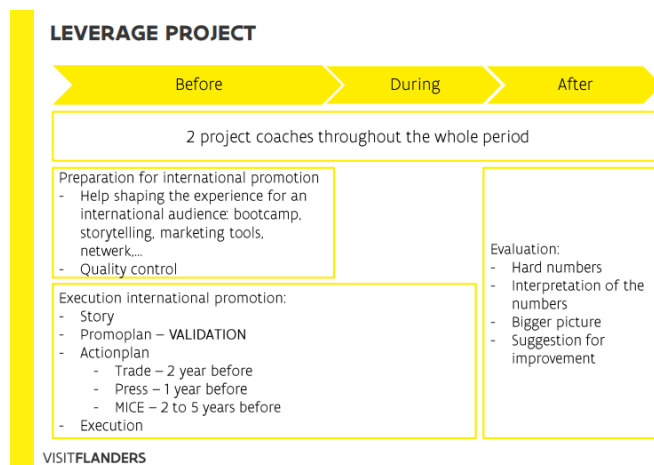 LEVERAGE PROJECT
Before
During
After
2 project coaches throughout the whole period
Preparation for international promotion
- Help shaping the experience for an
international audience: bootcamp,
storytelling, marketing tools,
netwerk,...
- Quality control
Execution international promotion:
- Story
- Promoplan – VALIDATION
- Actionplan
- Trade – 2 year before
- Press – 1 year before
- MICE – 2 to 5 years before
- Execution
Evaluation:
- Hard numbers
- Interpretation of the
numbers
- Bigger picture
- Suggestion for
improvement
VISITFLANDERS